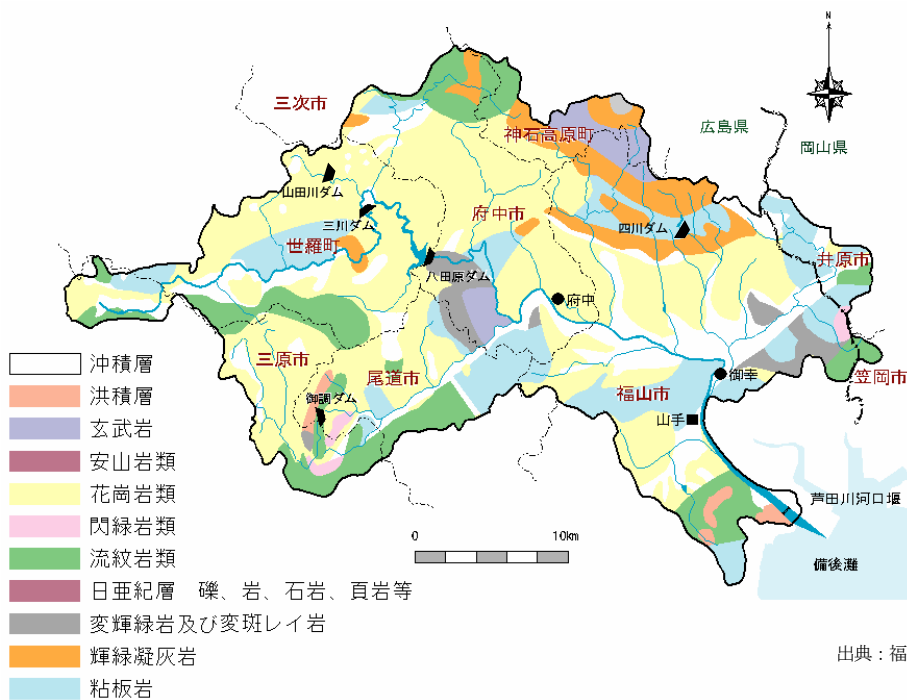 N
三次市
神石高原町
広島県
岡山県
山田川ダム
三川ダム
府中市
四川ダム
世羅町
八田原ダム
井原市
府中
三原市
尾道市
御調ダム
福山市
御幸
笠岡市
山手
芦田川河口堰
備後灘
0 10km
沖積層
洪積層
玄武岩
安山岩類
花崗岩類
閃緑岩類
流紋岩類
日亜紀層 礫、岩、石岩、頁岩等
変輝緑岩及び変斑レイ岩
輝緑凝灰岩
粘板岩
出典：福